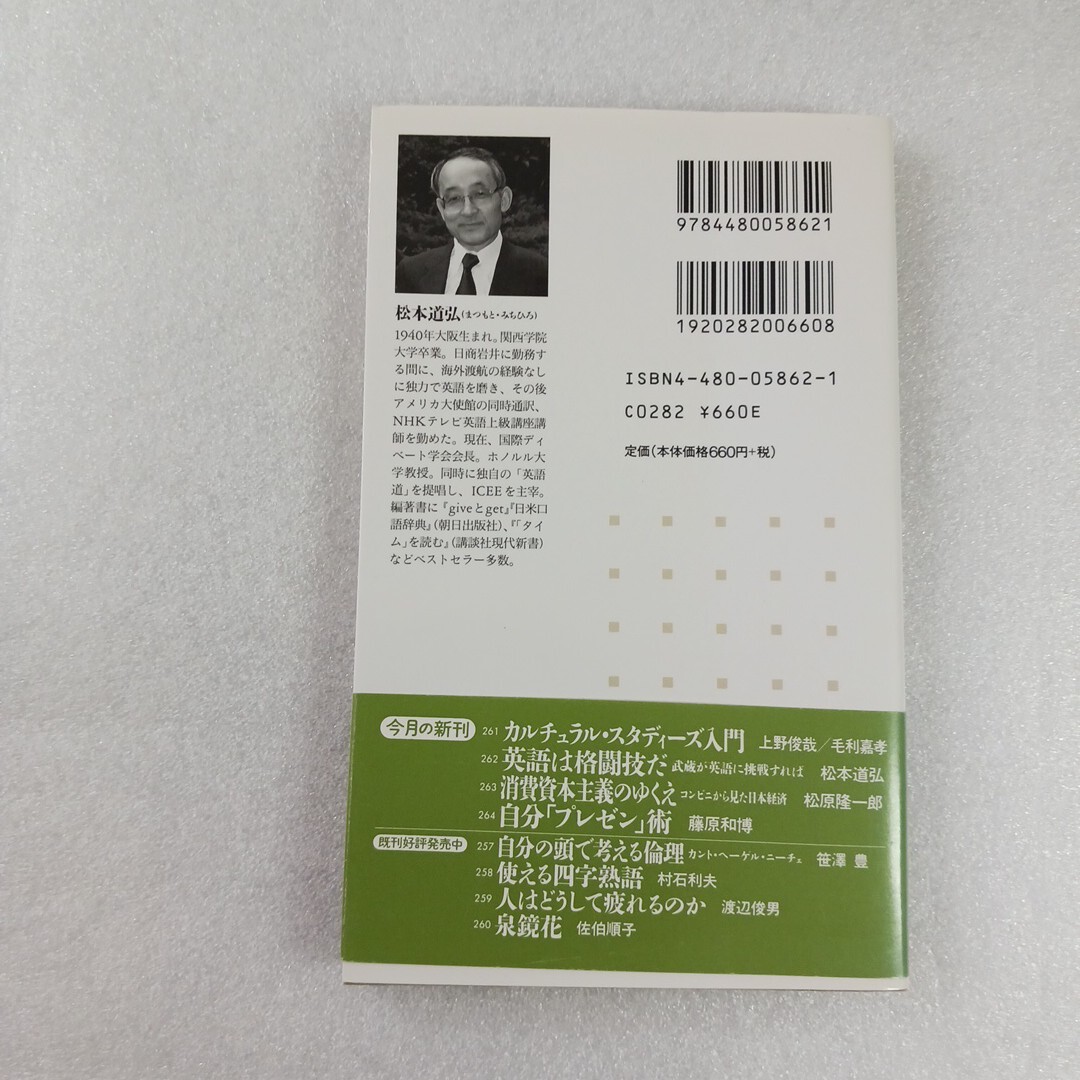 松本道弘(まつもと・みちひろ)
1940年大阪生まれ。関西学院
大学卒業。日商岩井に勤務す
る間に、海外渡航の経験なし
に独力で英語を磨き、その後
アメリカ大使館の同時通訳、
NHKテレビ英語上級講座講
師を勤めた。現在、国際ディ
ベート学会会長。ホノルル大
学教授。同時に独自の「英語
道」を提唱し、ICEEを主宰。
編著書に『giveとget』『日米口
語辞典』(朝日出版社)、『「タイ
ム」を読む』(講談社現代新書)
などベストセラー多数。
9784480058621
1920282006608
ISBN4-480-05862-1
C0282 ¥660E
定価(本体価格660円+税)
今月の新刊
261 カルチュラル・スタディーズ入門 上野俊哉/毛利嘉孝
262 英語は格闘技だ 武蔵が英語に挑戦すれば 松本道弘
263 消費資本主義のゆくえ コンビニから見た日本経済 松原隆一郎
264 自分「プレゼン」術 藤原和博
既刊好評発売中
257 自分の頭で考える倫理 カント・ヘーゲル・ニーチェ 笹澤豊
258 使える四字熟語 村石利夫
259 人はどうして疲れるのか 渡辺俊男
260 泉鏡花 佐伯順子